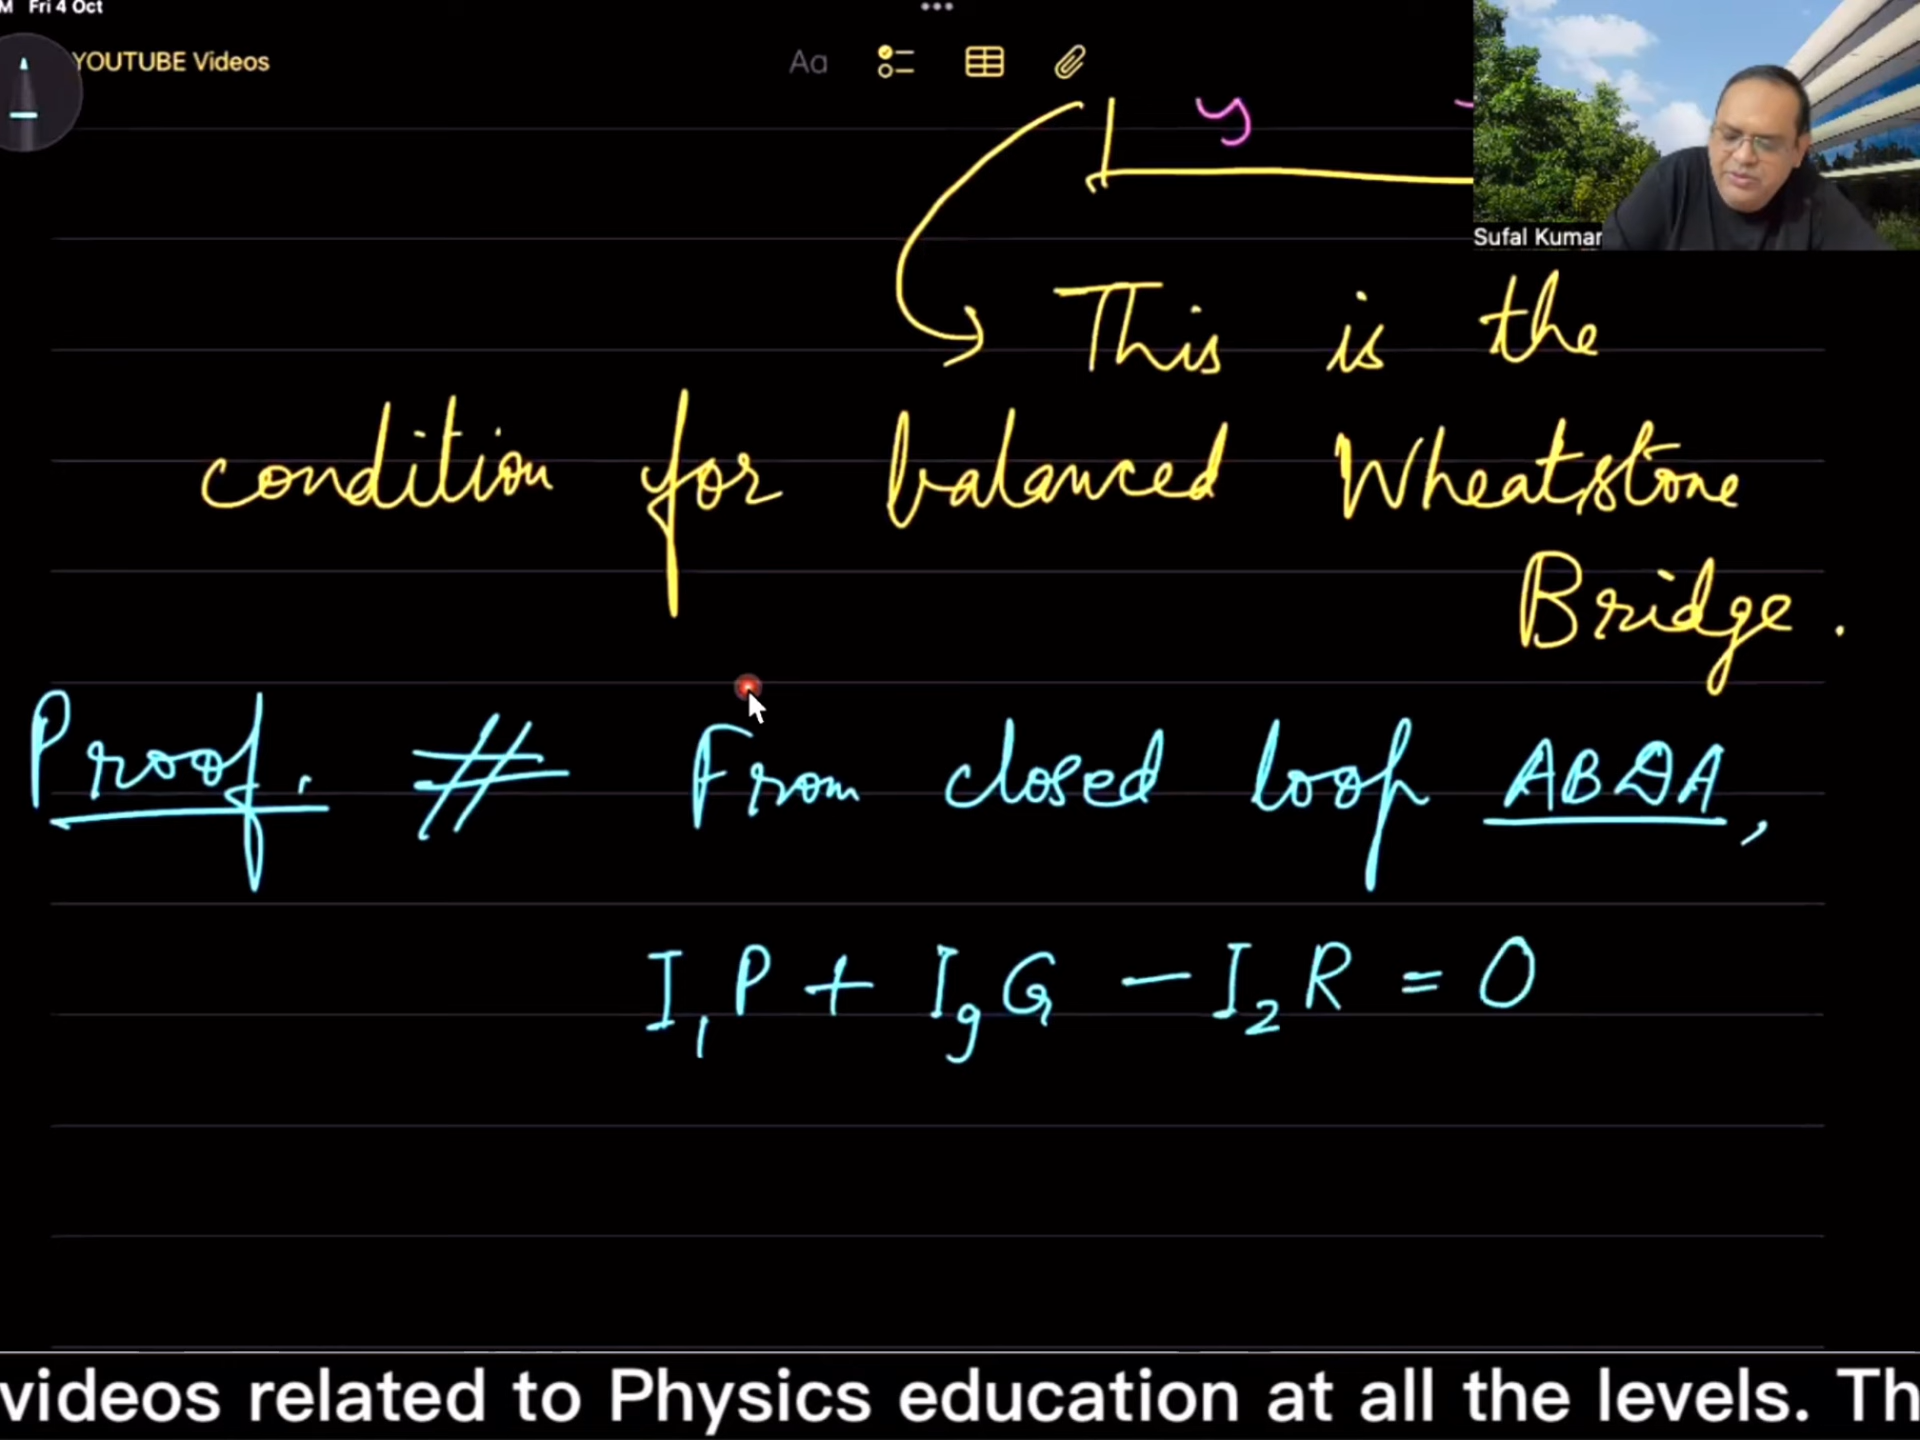 M Fri 4 Oct
YOUTUBE Videos
Aa
y
Sufal Kumar
This is the
condition for balanced Wheatstone
Bridge.
Proof. # From closed loop ABDA,
I₁P + I₉G − I₂R = 0
videos related to Physics education at all the levels. Th